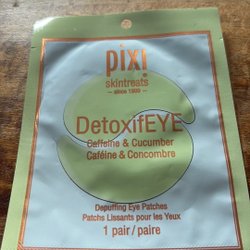 pixi
skintreats
— since 1999 —
DetoxifEYE
Caffeine & Cucumber
Caféine & Concombre
Depuffing Eye Patches
Patchs Lissants pour les Yeux
1 pair / paire